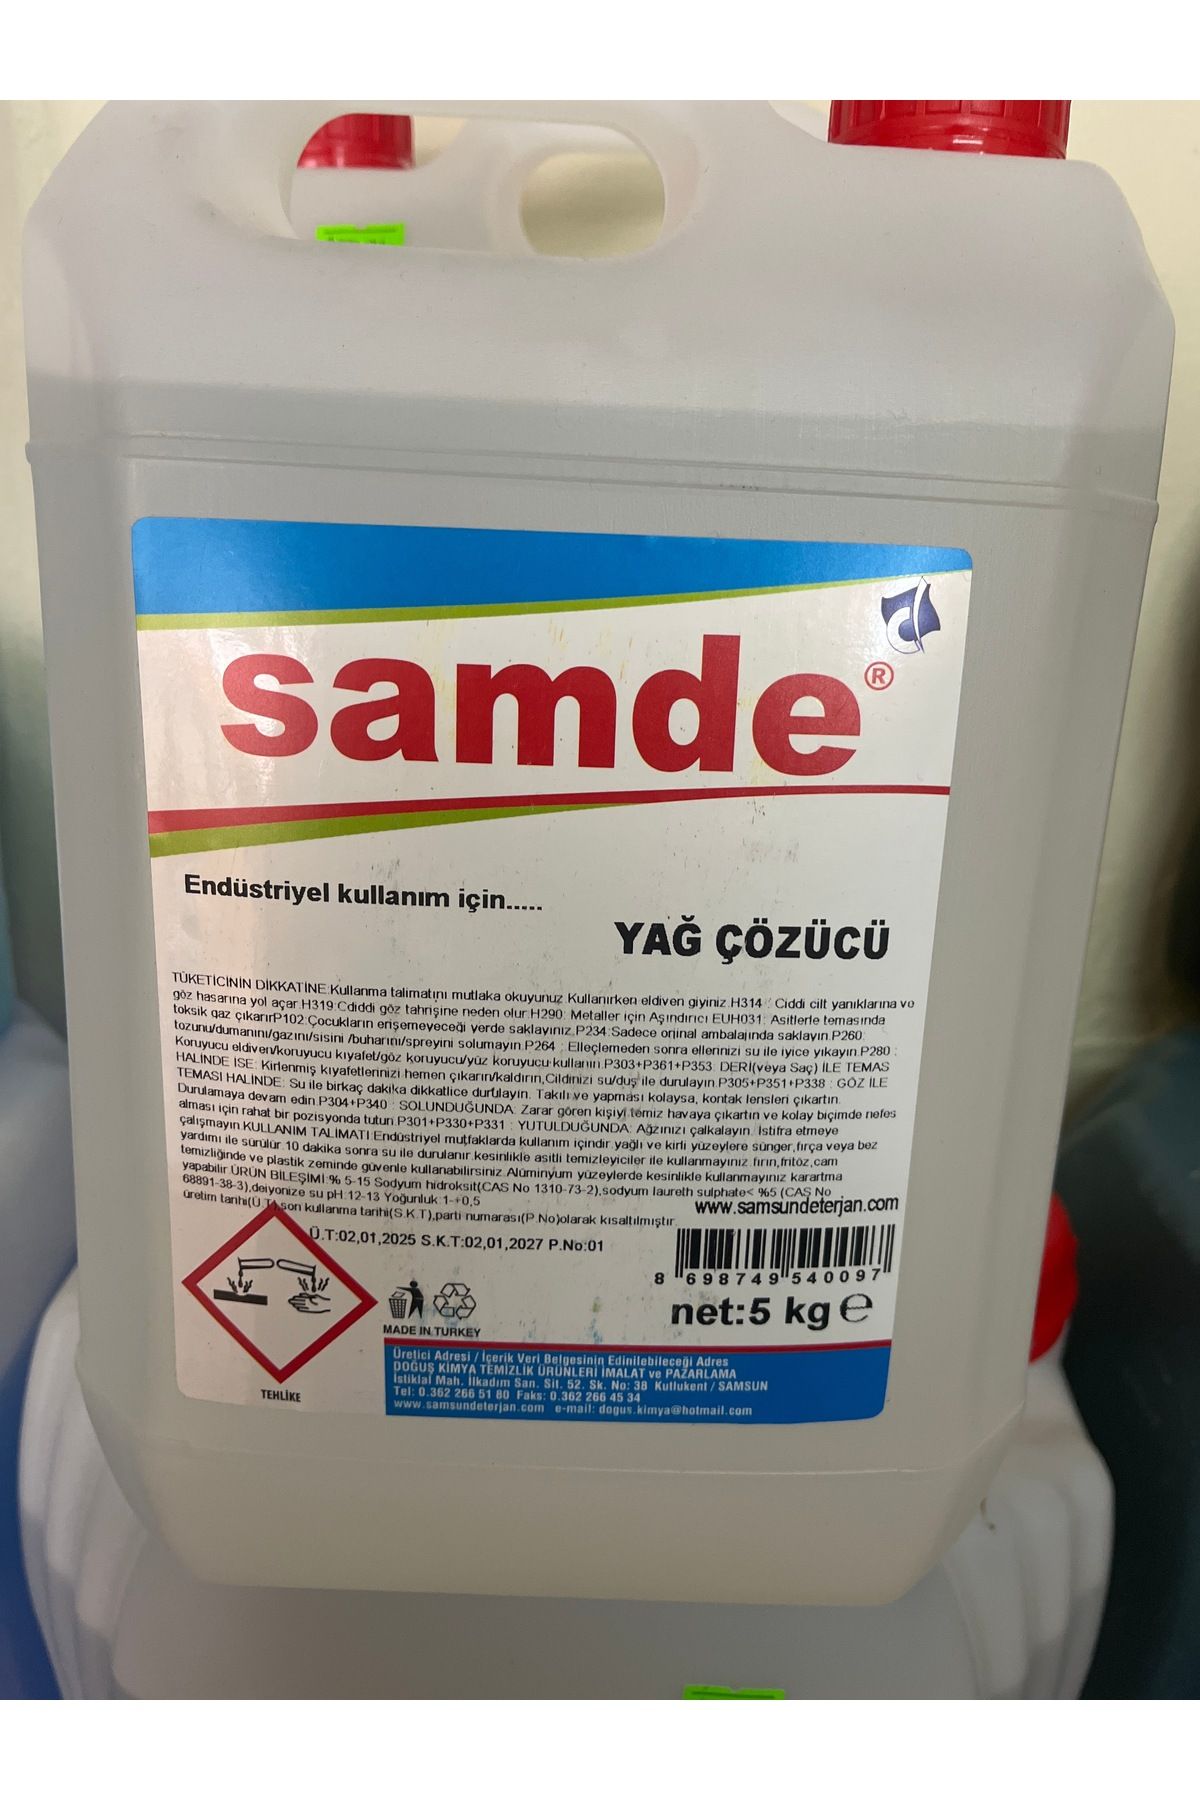 samde®
Endüstriyel kullanım için.....
YAĞ ÇÖZÜCÜ
TÜKETİCİNİN DİKKATİNE:Kullanma talimatını mutlaka okuyunuz.Kullanırken eldiven giyiniz.H314 : Ciddi cilt yanıklarına ve
göz hasarına yol açar.H319:Cdiddi göz tahrişine neden olur.H290: Metaller için Aşındırıcı EUH031: Asitlerle temasında
toksik gaz çıkarırP102:Çocukların erişemeyeceği yerde saklayınız.P234:Sadece orjinal ambalajında saklayın.P260:
tozunu/dumanını/gazını/sisini /buharını/spreyini solumayın.P264 : Elleçlemeden sonra ellerinizi su ile iyice yıkayın.P280 :
Koruyucu eldiven/koruyucu kıyafet/göz koruyucu/yüz koruyucu kullanın.P303+P361+P353: DERİ(veya Saç) İLE TEMAS
HALİNDE İSE: Kirlenmiş kıyafetlerinizi hemen çıkarın/kaldırın,Cildinizi su/duş ile durulayın.P305+P351+P338 : GÖZ İLE
TEMASI HALİNDE: Su ile birkaç dakika dikkatlice durulayın. Takılı ve yapması kolaysa, kontak lensleri çıkartın.
Durulamaya devam edin.P304+P340 : SOLUNDUĞUNDA: Zarar gören kişiyi temiz havaya çıkartın ve kolay biçimde nefes
alması için rahat bir pozisyonda tutun.P301+P330+P331 : YUTULDUĞUNDA: Ağzınızı çalkalayın. İstifra etmeye
çalışmayın.KULLANIM TALİMATI:Endüstriyel mutfaklarda kullanım içindir.yağlı ve kirli yüzeylere sünger,fırça veya bez
yardımı ile sürülür.10 dakika sonra su ile durulanır.kesinlikle asitli temizleyiciler ile kullanmayınız.fırın,fritöz,cam
temizliğinde ve plastik zeminde güvenle kullanabilirsiniz.Alüminyum yüzeylerde kesinlikle kullanmayınız karartma
yapabilir.ÜRÜN BİLEŞİMİ:% 5-15 Sodyum hidroksit(CAS No 1310-73-2),sodyum laureth sulphate< %5 (CAS No
68891-38-3),deiyonize su pH:12-13 Yoğunluk:1-+0,5
üretim tarihi(Ü.T),son kullanma tarihi(S.K.T),parti numarası(P.No)olarak kısaltılmıştır.
www.samsundeterjan.com
Ü.T:02,01,2025 S.K.T:02,01,2027 P.No:01
8 698749 540097
net:5 kg ℮
MADE IN TURKEY
TEHLİKE
Üretici Adresi / İçerik Veri Belgesinin Edinilebileceği Adres
DOĞUŞ KİMYA TEMİZLİK ÜRÜNLERİ İMALAT ve PAZARLAMA
İstiklal Mah. İlkadım San. Sit. 52. Sk. No: 38 Kutlukent / SAMSUN
Tel: 0.362 266 51 80 Faks: 0.362 266 45 34
www.samsundeterjan.com e-mail: dogus.kimya@hotmail.com